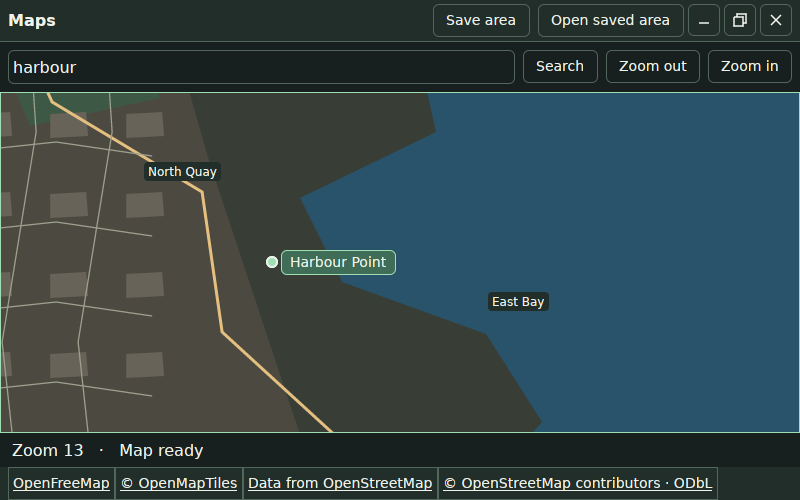 Maps
Save area
Open saved area
harbour
Search
Zoom out
Zoom in
North Quay
Harbour Point
East Bay
Zoom 13 · Map ready
OpenFreeMap
© OpenMapTiles
Data from OpenStreetMap
© OpenStreetMap contributors · ODbL